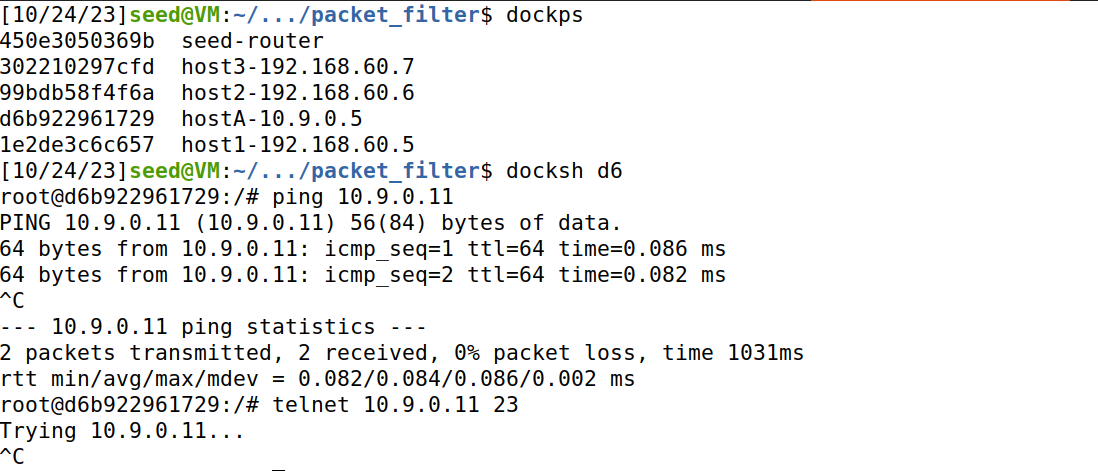 [10/24/23]seed@VM:~/.../packet_filter$ dockps
450e3050369b  seed-router
302210297cfd  host3-192.168.60.7
99bdb58f4f6a  host2-192.168.60.6
d6b922961729  hostA-10.9.0.5
1e2de3c6c657  host1-192.168.60.5
[10/24/23]seed@VM:~/.../packet_filter$ docksh d6
root@d6b922961729:/# ping 10.9.0.11
PING 10.9.0.11 (10.9.0.11) 56(84) bytes of data.
64 bytes from 10.9.0.11: icmp_seq=1 ttl=64 time=0.086 ms
64 bytes from 10.9.0.11: icmp_seq=2 ttl=64 time=0.082 ms
^C
--- 10.9.0.11 ping statistics ---
2 packets transmitted, 2 received, 0% packet loss, time 1031ms
rtt min/avg/max/mdev = 0.082/0.084/0.086/0.002 ms
root@d6b922961729:/# telnet 10.9.0.11 23
Trying 10.9.0.11...
^C